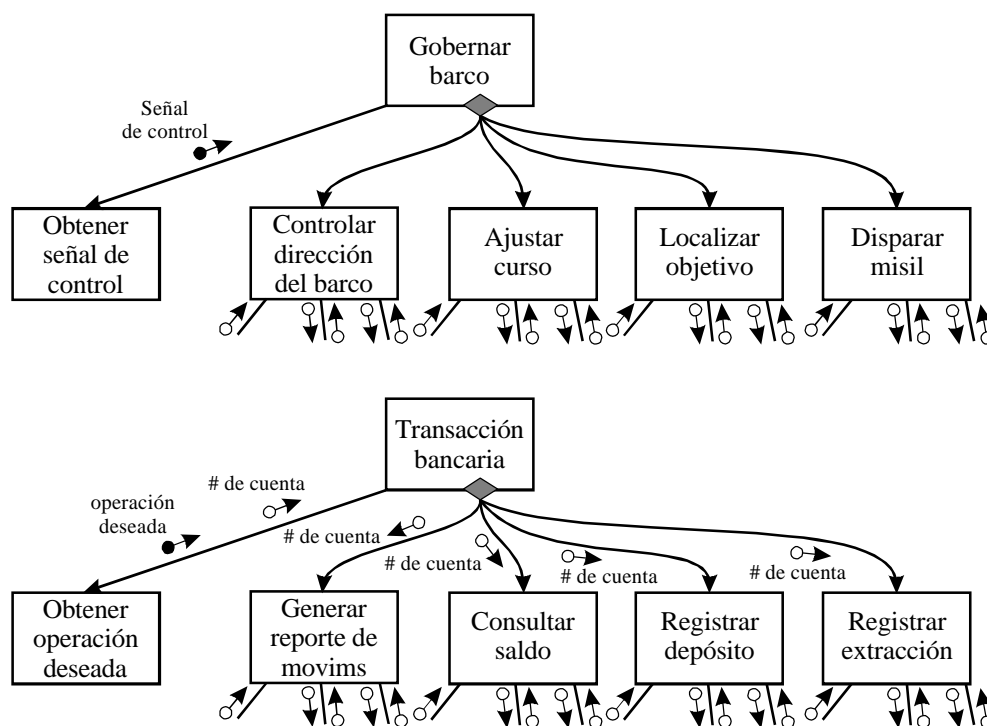 Gobernar
barco
Señal
de control
Obtener
señal de
control
Controlar
dirección
del barco
Ajustar
curso
Localizar
objetivo
Disparar
misil
Transacción
bancaria
# de cuenta
operación
deseada
# de cuenta
# de cuenta
# de cuenta
# de cuenta
Obtener
operación
deseada
Generar
reporte de
movims
Consultar
saldo
Registrar
depósito
Registrar
extracción